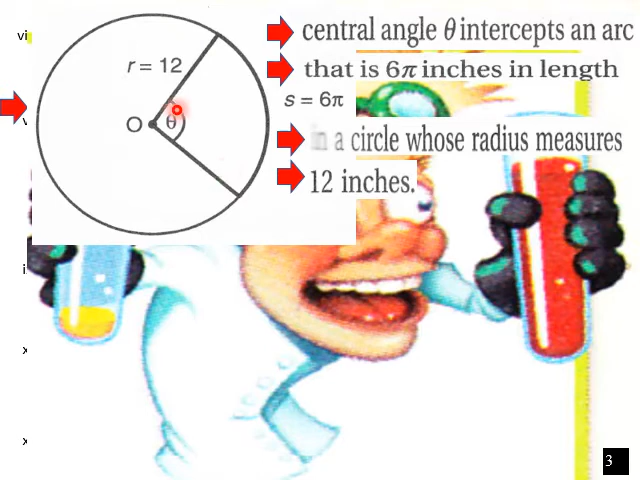 central angle θ intercepts an arc
that is 6π inches in length
r = 12
s = 6π
O
θ
in a circle whose radius measures
12 inches.
3